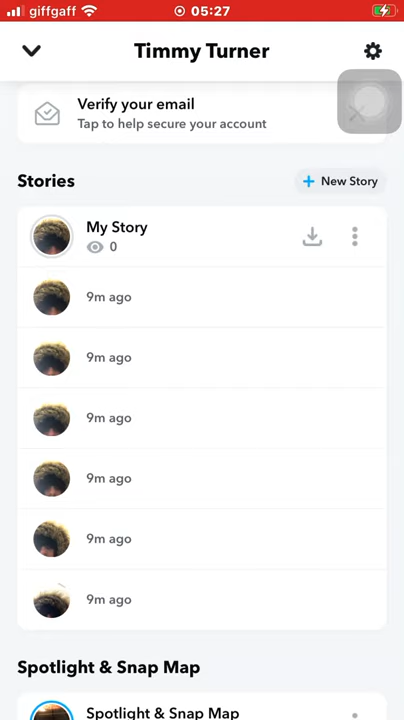 giffgaff
05:27
Timmy Turner
Verify your email
Tap to help secure your account
Stories
+ New Story
My Story
0
9m ago
9m ago
9m ago
9m ago
9m ago
9m ago
Spotlight & Snap Map
Spotlight & Snap Map